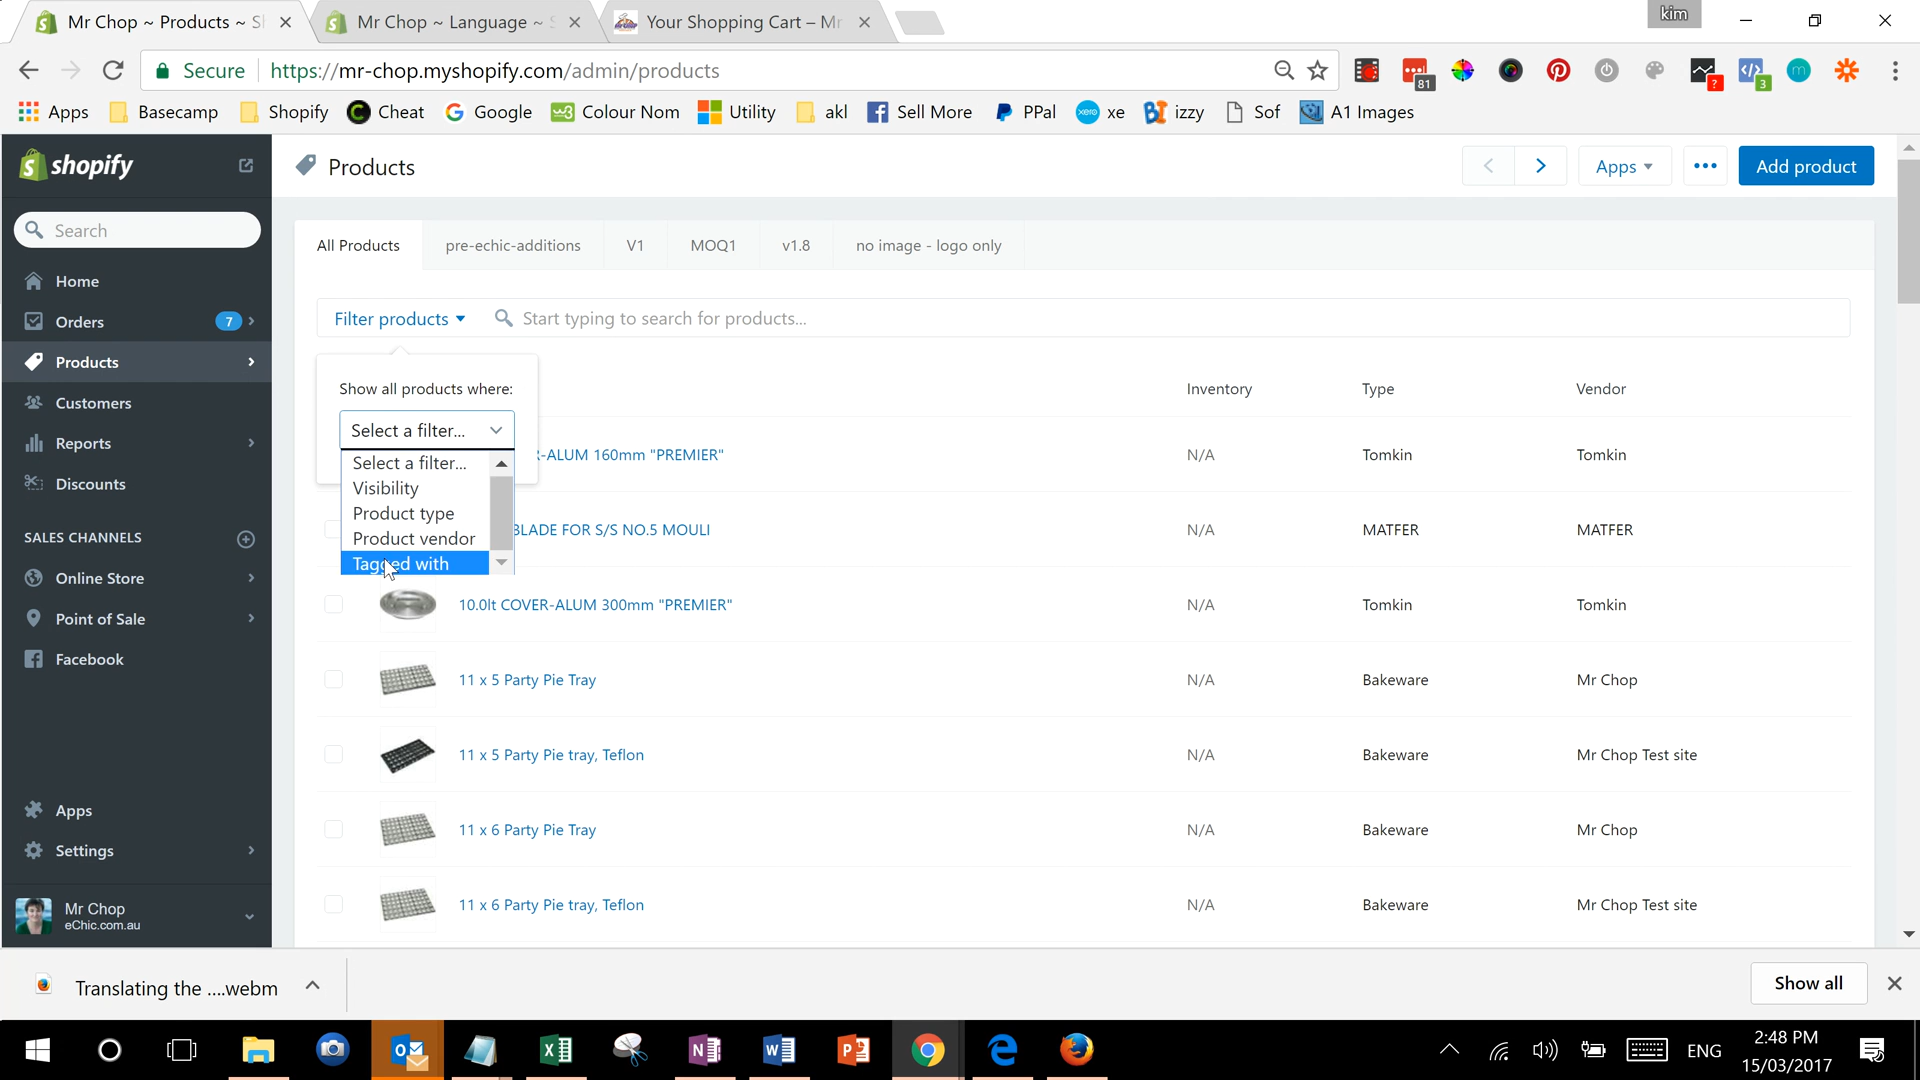 Mr Chop ~ Products ~ S
Mr Chop ~ Language ~ S
Your Shopping Cart – Mr
kim
Secure
https://mr-chop.myshopify.com/admin/products
81
?
3
Apps
Basecamp
Shopify
Cheat
Google
Colour Nom
Utility
akl
Sell More
PPal
xe
izzy
Sof
A1 Images
shopify
Products
Apps
Add product
Search
All Products
pre-echic-additions
V1
MOQ1
v1.8
no image - logo only
Home
Orders
7
Products
Customers
Reports
Discounts
SALES CHANNELS
Online Store
Point of Sale
Facebook
Apps
Settings
Mr Chop
eChic.com.au
Filter products
Start typing to search for products...
Show all products where:
Select a filter...
Select a filter...
Visibility
Product type
Product vendor
Tagged with
Inventory
Type
Vendor
-ALUM 160mm "PREMIER"
N/A
Tomkin
Tomkin
BLADE FOR S/S NO.5 MOULI
N/A
MATFER
MATFER
10.0lt COVER-ALUM 300mm "PREMIER"
N/A
Tomkin
Tomkin
11 x 5 Party Pie Tray
N/A
Bakeware
Mr Chop
11 x 5 Party Pie tray, Teflon
N/A
Bakeware
Mr Chop Test site
11 x 6 Party Pie Tray
N/A
Bakeware
Mr Chop
11 x 6 Party Pie tray, Teflon
N/A
Bakeware
Mr Chop Test site
Translating the ....webm
Show all
ENG
2:48 PM
15/03/2017